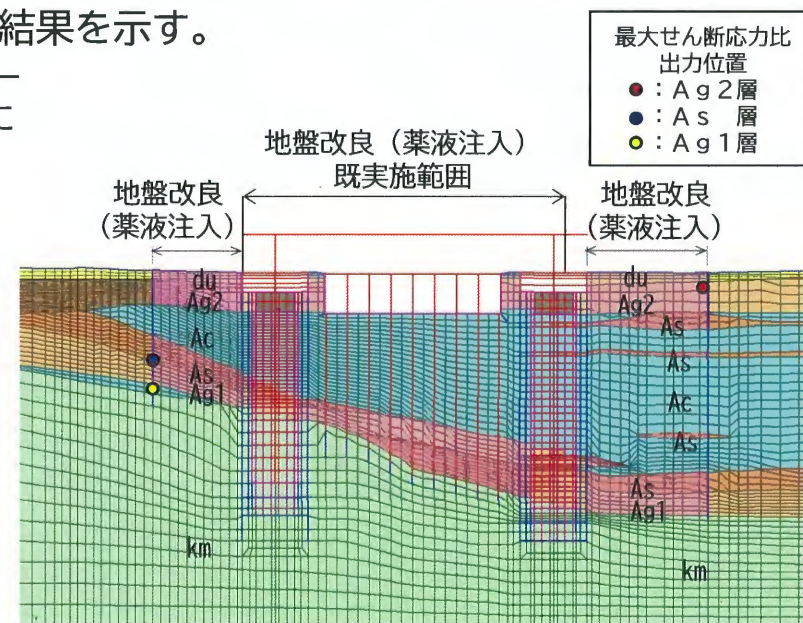 結果を示す。
に
最大せん断応力比
出力位置
●：Ａｇ２層
●：Ａｓ　層
●：Ａｇ１層
地盤改良（薬液注入）
既実施範囲
地盤改良
（薬液注入）
地盤改良
（薬液注入）
du
Ag2
Ac
As
Ag1
km
du
Ag2
As
As
Ac
As
As
Ag1
km